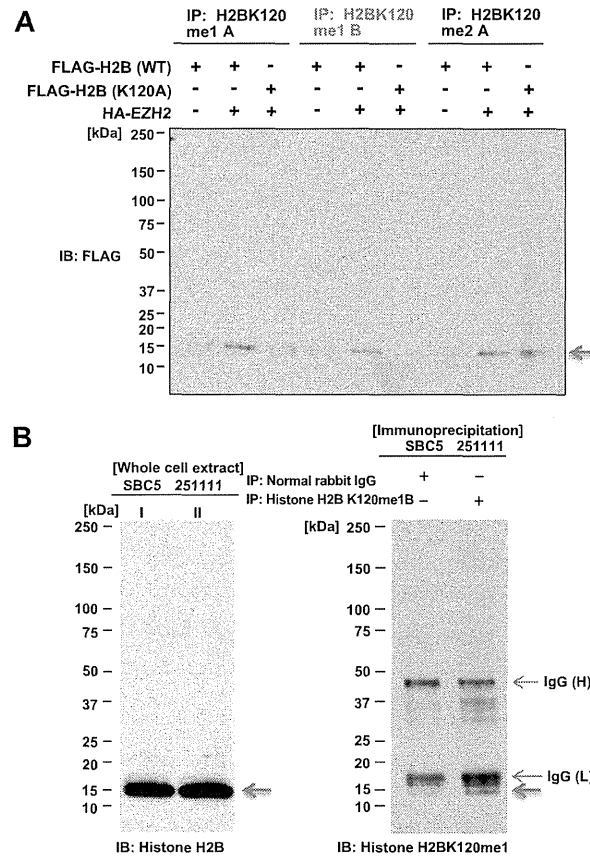 A
IP: H2BK120 me1 A
IP: H2BK120 me1 B
IP: H2BK120 me2 A
FLAG-H2B (WT) + + - + + - + + -
FLAG-H2B (K120A) - - + - - + - - +
HA-EZH2 - + + - + + - + +
[kDa]
250
150
100
75
50
37
25
20
15
10
IB: FLAG
B
[Whole cell extract]
SBC5 251111
I II
[kDa]
250
150
100
75
50
37
25
20
15
10
IB: Histone H2B
[Immunoprecipitation]
SBC5 251111
IP: Normal rabbit IgG + –
IP: Histone H2B K120me1B – +
[kDa]
250
150
100
75
50
37
25
20
15
10
IgG (H)
IgG (L)
IB: Histone H2BK120me1